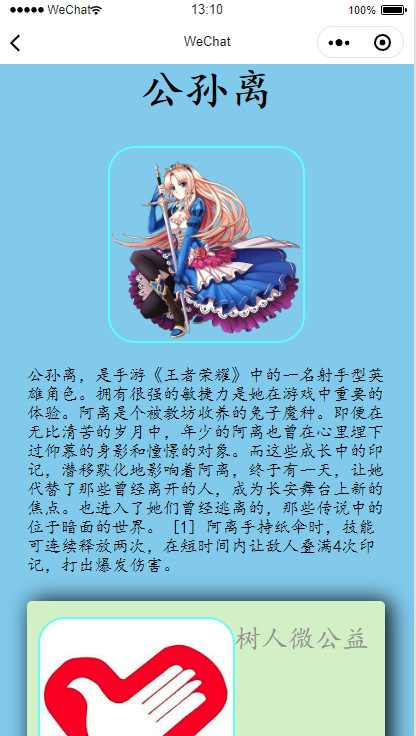 WeChat
13:10
100%
WeChat
公孙离
公孙离，是手游《王者荣耀》中的一名射手型英
雄角色。拥有很强的敏捷力是她在游戏中重要的
体验。阿离是个被教坊收养的兔子魔种。即便在
无比清苦的岁月中，年少的阿离也曾在心里埋下
过仰慕的身影和憧憬的对象。而这些成长中的印
记，潜移默化地影响着阿离，终于有一天，让她
代替了那些曾经离开的人，成为长安舞台上新的
焦点。也进入了她们曾经逃离的，那些传说中的
位于暗面的世界。 [1] 阿离手持纸伞时，技能
可连续释放两次，在短时间内让敌人叠满4次印
记，打出爆发伤害。
树人微公益